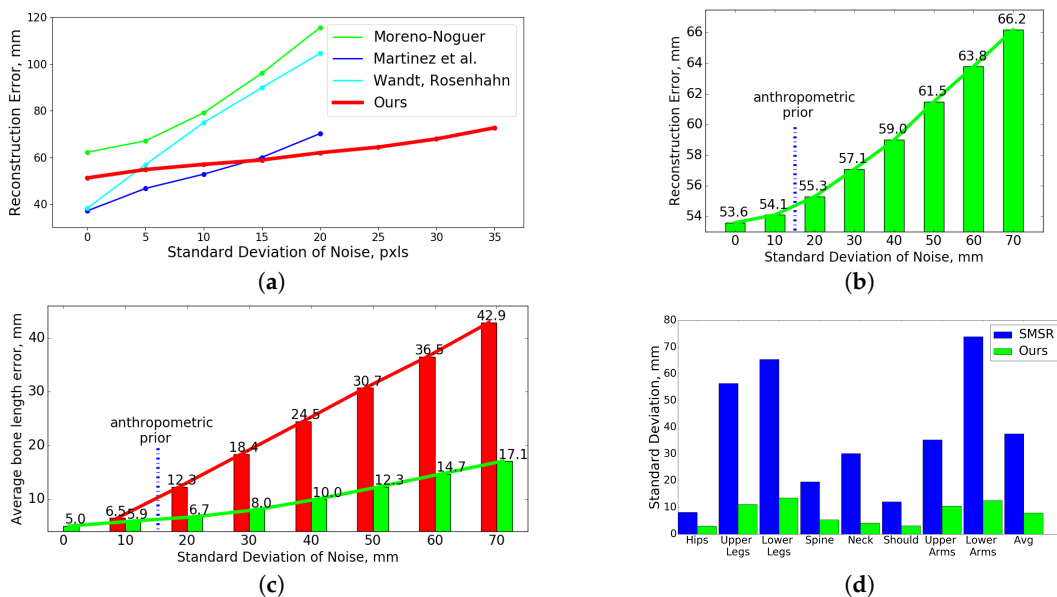 120
100
80
60
40
Reconstruction Error, mm
Moreno-Noguer
Martinez et al.
Wandt, Rosenhahn
Ours
0 5 10 15 20 25 30 35
Standard Deviation of Noise, pxls
(a)
66
64
62
60
58
56
54
Reconstruction Error, mm
anthropometric
prior
53.6 54.1 55.3 57.1 59.0 61.5 63.8 66.2
0 10 20 30 40 50 60 70
Standard Deviation of Noise, mm
(b)
40
30
20
10
Average bone length error, mm
anthropometric
prior
6.5 12.3 18.4 24.5 30.7 36.5 42.9
5.0 5.9 6.7 8.0 10.0 12.3 14.7 17.1
0 10 20 30 40 50 60 70
Standard Deviation of Noise, mm
(c)
80
70
60
50
40
30
20
10
0
Standard Deviation, mm
SMSR
Ours
Hips Upper Lower Spine Neck Should Upper Lower Avg
Legs Legs Arms Arms
(d)